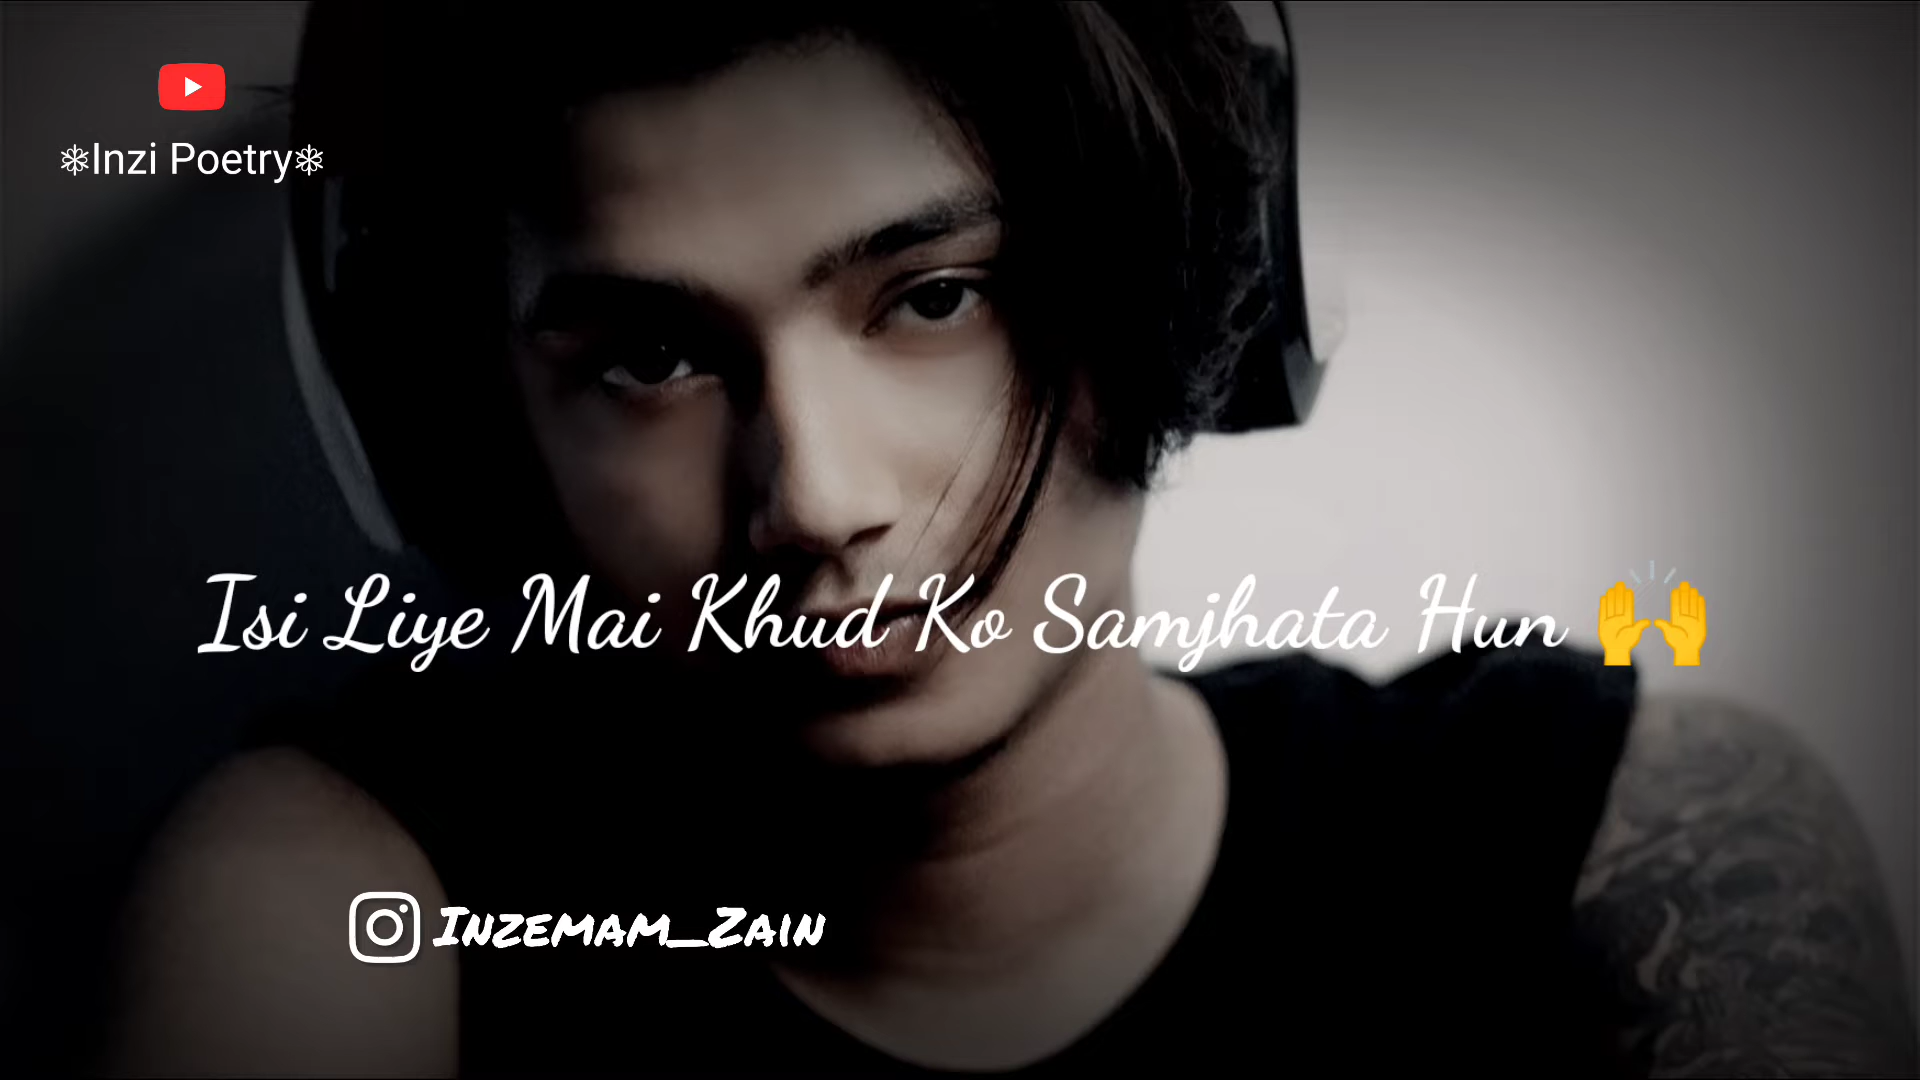 ❄Inzi Poetry❄
Isi Liye Mai Khud Ko Samjhata Hun 🙌
Inzemam_Zain